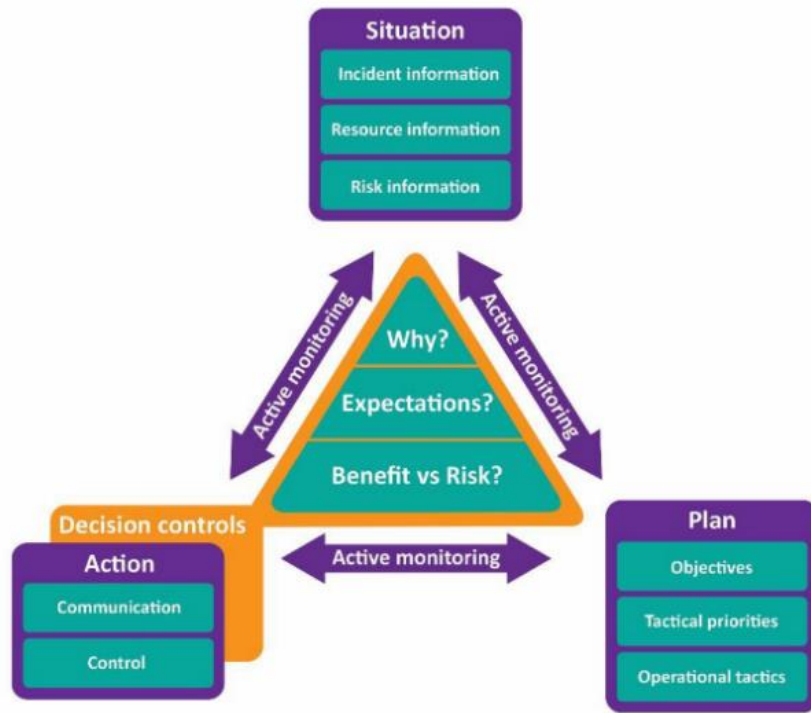 Situation
Incident information
Resource information
Risk information
Active monitoring
Active monitoring
Why?
Expectations?
Benefit vs Risk?
Decision controls
Action
Communication
Control
Active monitoring
Plan
Objectives
Tactical priorities
Operational tactics